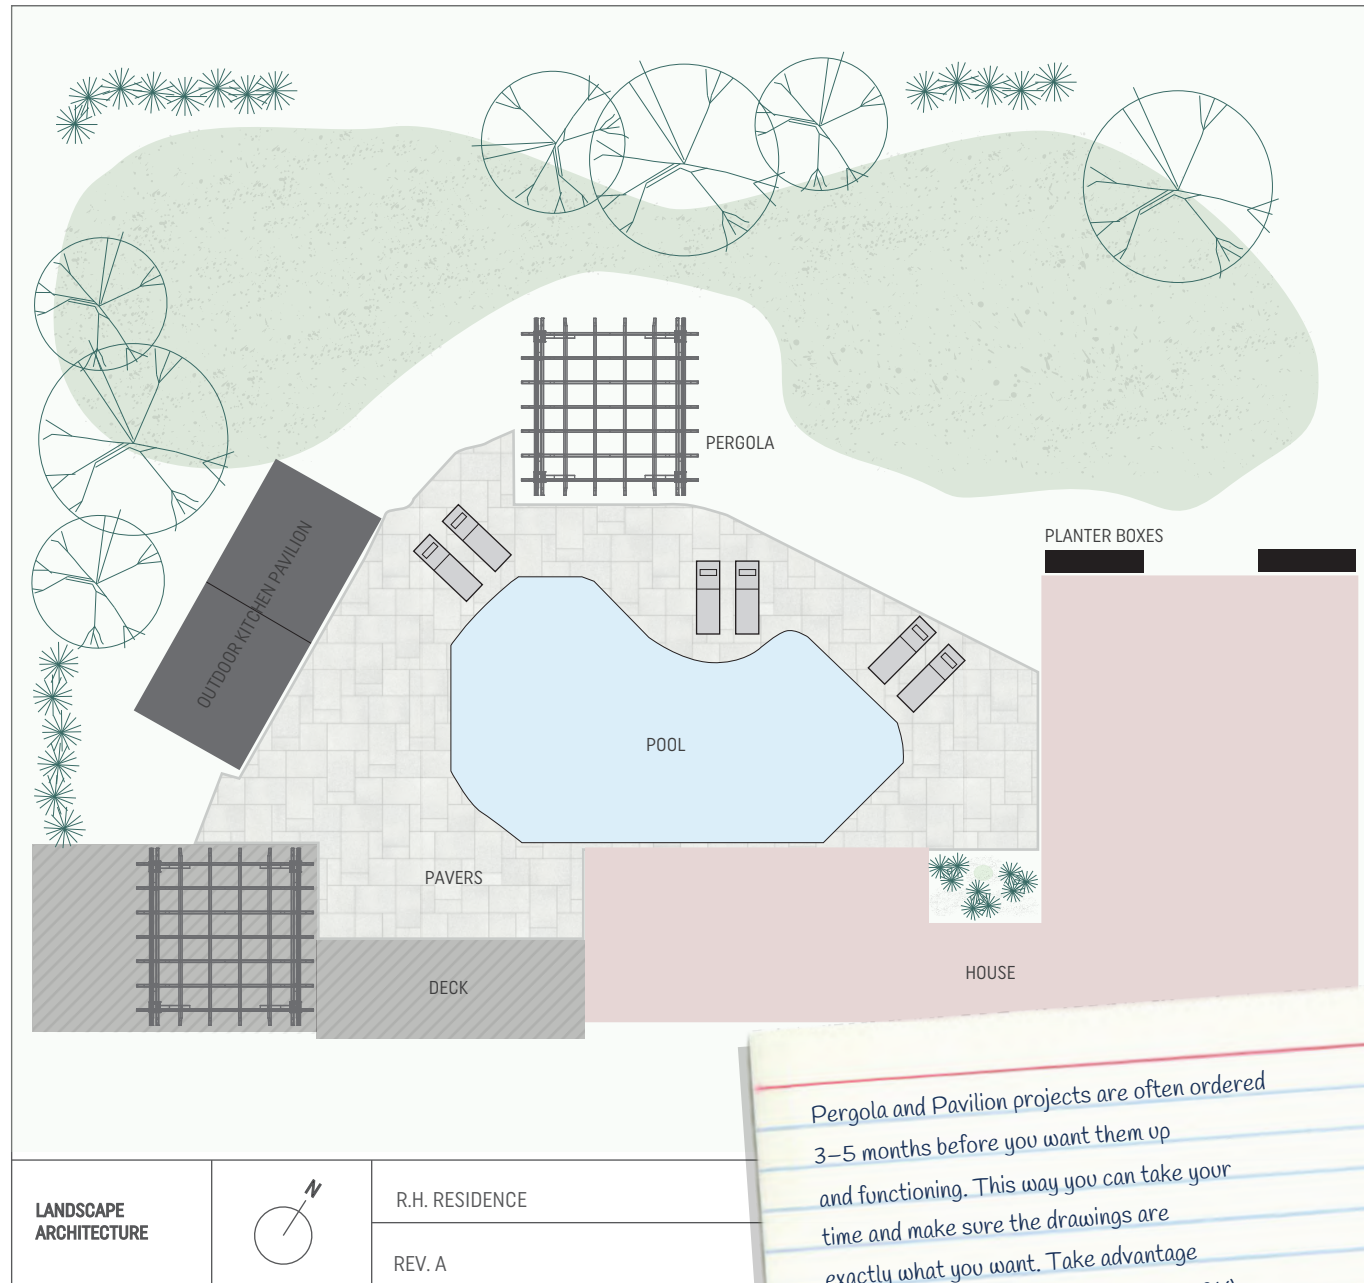 PERGOLA
PLANTER BOXES
OUTDOOR KITCHEN PAVILION
POOL
PAVERS
DECK
HOUSE
Pergola and Pavilion projects are often ordered
3–5 months before you want them up
and functioning. This way you can take your
time and make sure the drawings are
exactly what you want. Take advantage
LANDSCAPE
ARCHITECTURE
N
R.H. RESIDENCE
REV. A